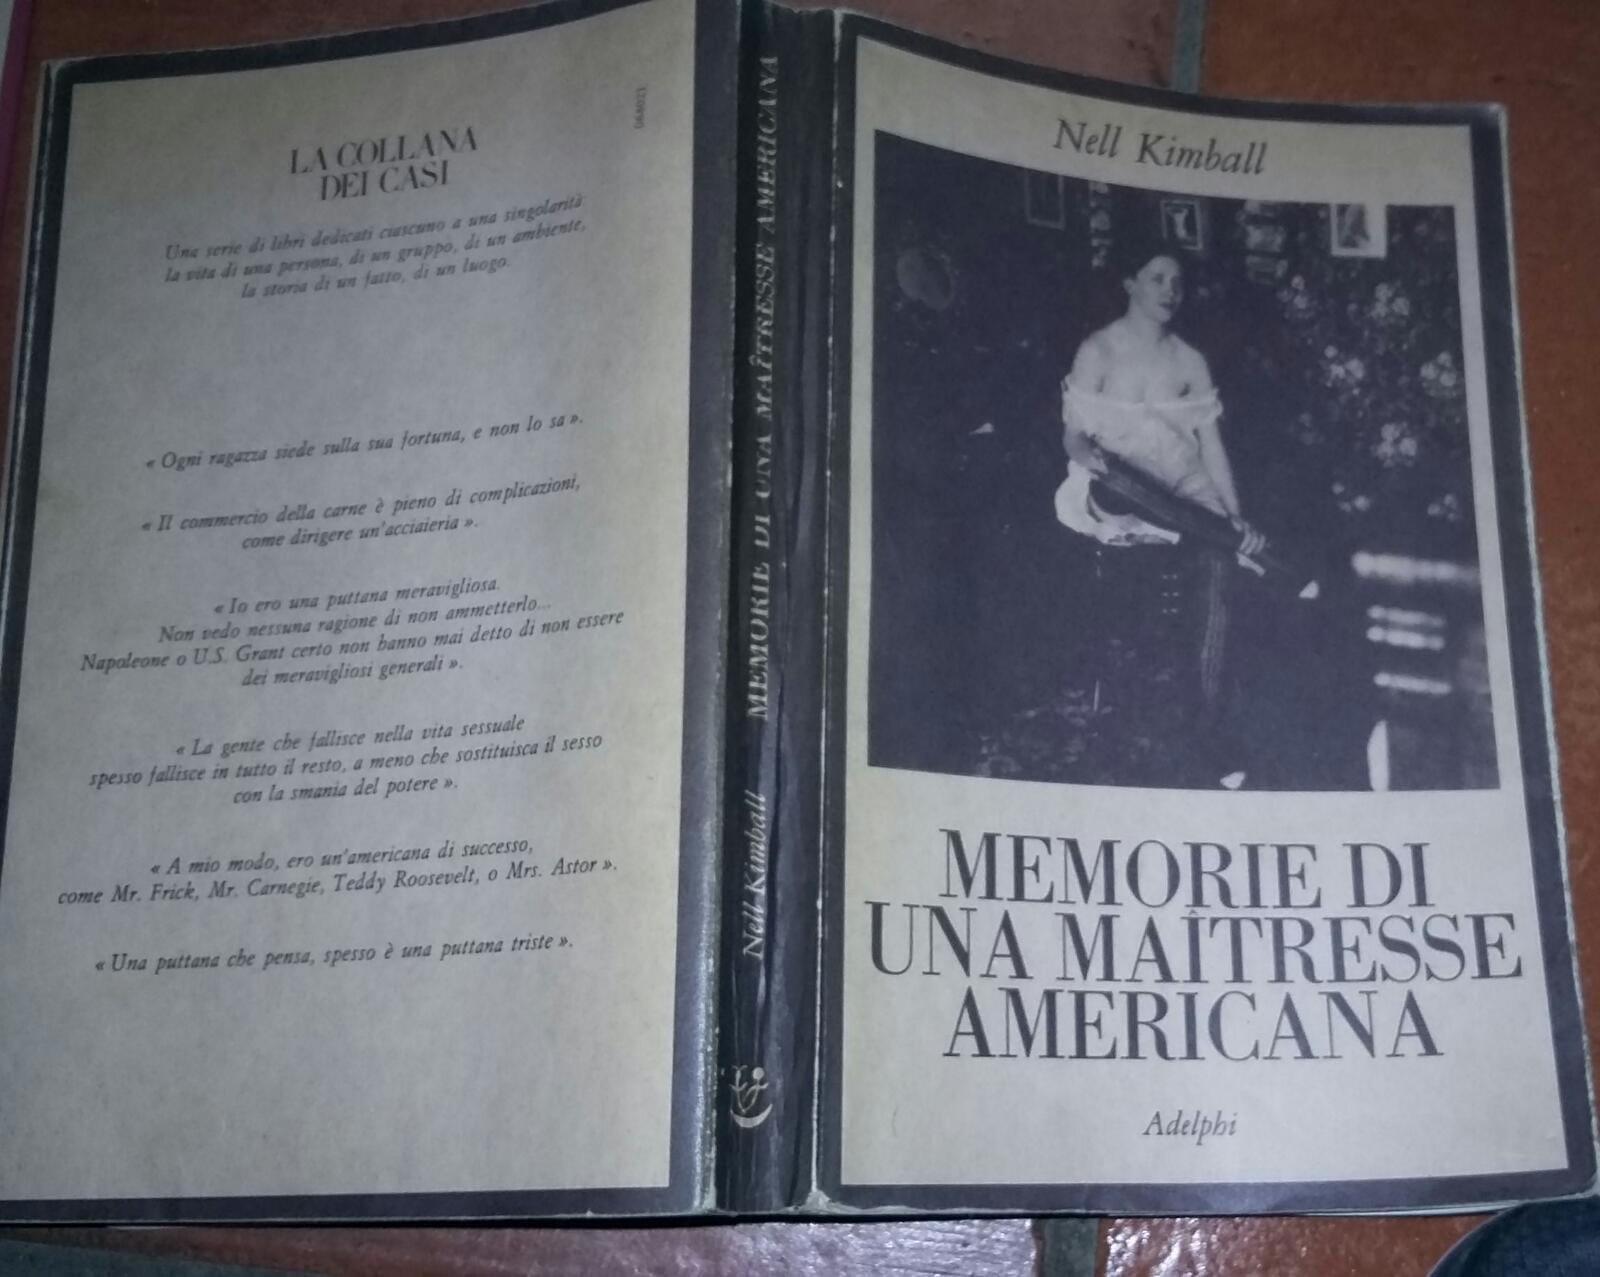 LA COLLANA
DEI CASI
Una serie di libri dedicati ciascuno a una singolarità:
la vita di una persona, di un gruppo, di un ambiente,
la storia di un fatto, di un luogo.
« Ogni ragazza siede sulla sua fortuna, e non lo sa ».
« Il commercio della carne è pieno di complicazioni,
come dirigere un'acciaieria ».
« Io ero una puttana meravigliosa.
Non vedo nessuna ragione di non ammetterlo...
Napoleone o U.S. Grant certo non hanno mai detto di non essere
dei meravigliosi generali ».
« La gente che fallisce nella vita sessuale
spesso fallisce in tutto il resto, a meno che sostituisca il sesso
con la smania del potere ».
« A mio modo, ero un'americana di successo,
come Mr. Frick, Mr. Carnegie, Teddy Roosevelt, o Mrs. Astor ».
« Una puttana che pensa, spesso è una puttana triste ».
Nell Kimball MEMORIE DI UNA MAÎTRESSE AMERICANA
Nell Kimball
MEMORIE DI
UNA MAÎTRESSE
AMERICANA
Adelphi